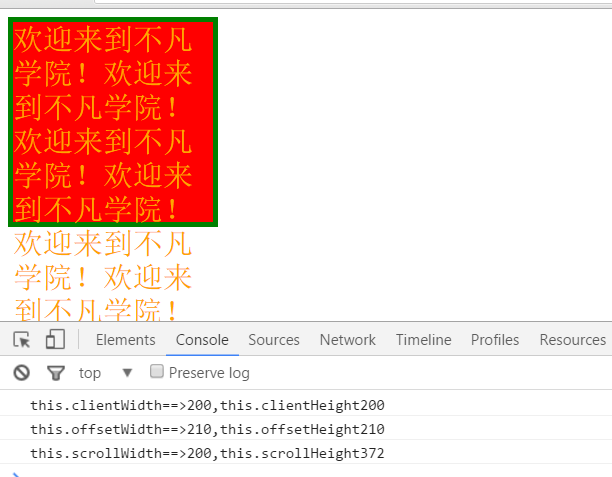 欢迎来到不凡
学院！欢迎来
到不凡学院！
欢迎来到不凡
学院！欢迎来
到不凡学院！
欢迎来到不凡
学院！欢迎来
到不凡学院！
Elements Console Sources Network Timeline Profiles Resources
top Preserve log
this.clientWidth==>200,this.clientHeight200
this.offsetWidth==>210,this.offsetHeight210
this.scrollWidth==>200,this.scrollHeight372